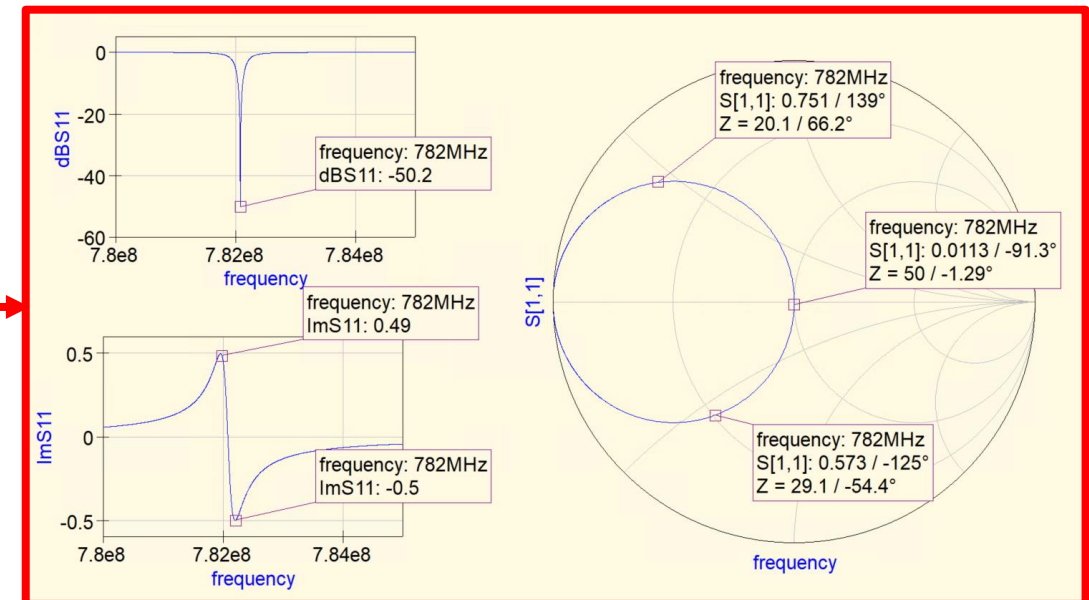 0
-20
-40
-60
dBS11
7.8e8
7.82e8
7.84e8
frequency
frequency: 782MHz
dBS11: -50.2
frequency: 782MHz
ImS11: 0.49
0.5
0
-0.5
ImS11
frequency: 782MHz
ImS11: -0.5
7.8e8
7.82e8
7.84e8
frequency
frequency: 782MHz
S[1,1]: 0.751 / 139°
Z = 20.1 / 66.2°
frequency: 782MHz
S[1,1]: 0.0113 / -91.3°
Z = 50 / -1.29°
S[1,1]
frequency: 782MHz
S[1,1]: 0.573 / -125°
Z = 29.1 / -54.4°
frequency